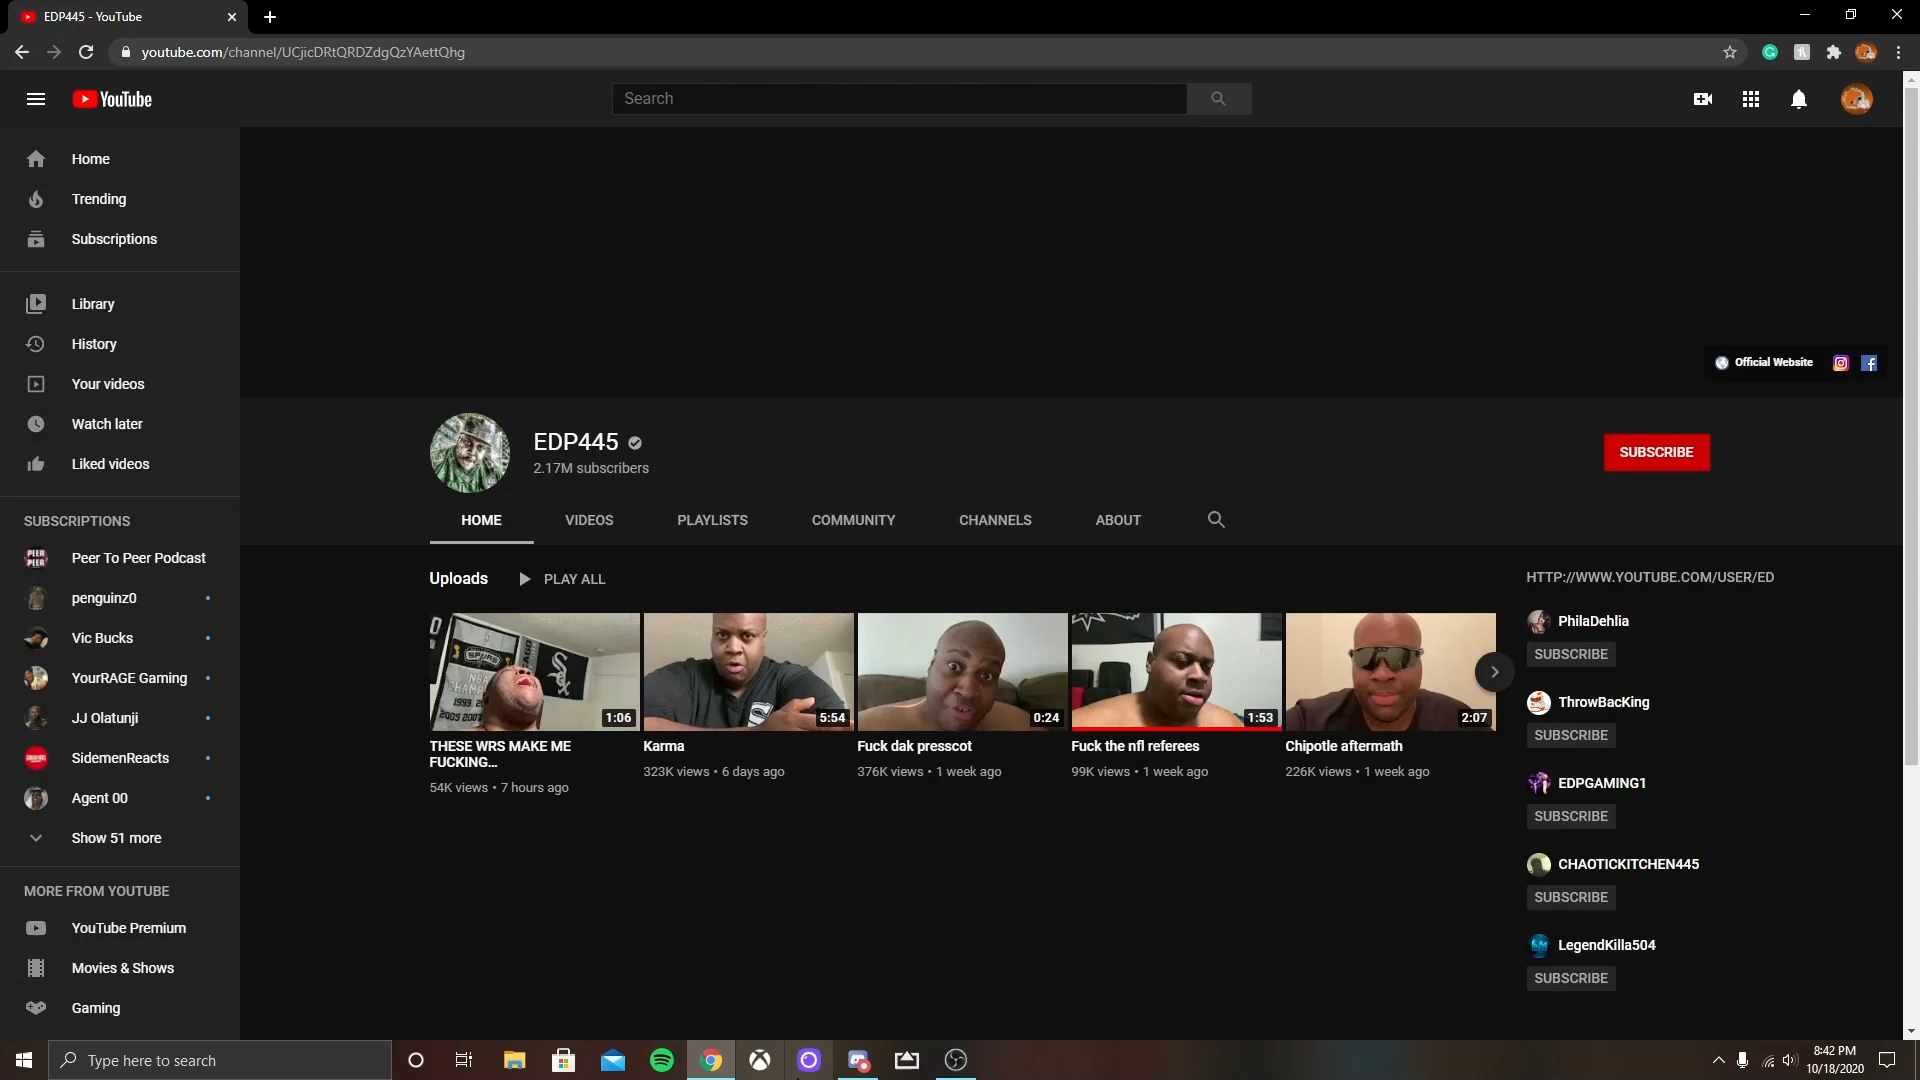 EDP445 - YouTube
youtube.com/channel/UCjicDRtQRDZdgQzYAettQhg
YouTube
Search
Home
Trending
Subscriptions
Library
History
Your videos
Watch later
Liked videos
SUBSCRIPTIONS
Peer To Peer Podcast
penguinz0
Vic Bucks
YourRAGE Gaming
JJ Olatunji
SidemenReacts
Agent 00
Show 51 more
MORE FROM YOUTUBE
YouTube Premium
Movies & Shows
Gaming
Official Website
EDP445
2.17M subscribers
SUBSCRIBE
HOME VIDEOS PLAYLISTS COMMUNITY CHANNELS ABOUT
Uploads PLAY ALL
SPURS
1:06
THESE WRS MAKE ME
FUCKING...
54K views • 7 hours ago
5:54
Karma
323K views • 6 days ago
0:24
Fuck dak presscot
376K views • 1 week ago
1:53
Fuck the nfl referees
99K views • 1 week ago
2:07
Chipotle aftermath
226K views • 1 week ago
HTTP://WWW.YOUTUBE.COM/USER/ED
PhilaDehlia
SUBSCRIBE
ThrowBacKing
SUBSCRIBE
EDPGAMING1
SUBSCRIBE
CHAOTICKITCHEN445
SUBSCRIBE
LegendKilla504
SUBSCRIBE
Type here to search
8:42 PM
10/18/2020